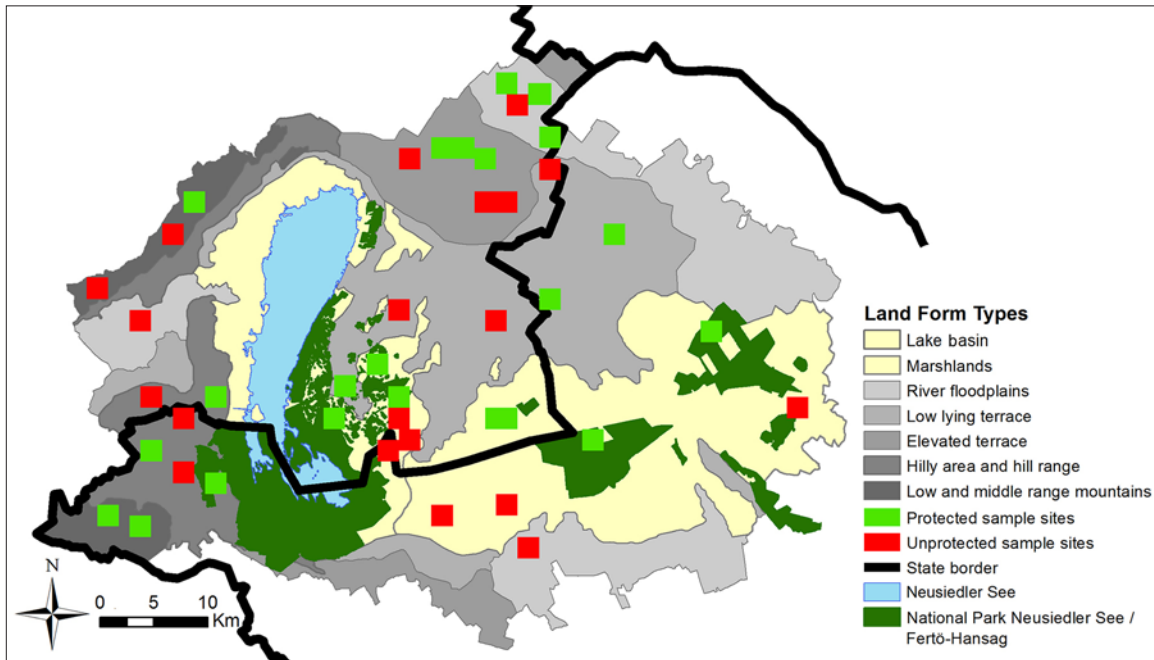 Land Form Types
Lake basin
Marshlands
River floodplains
Low lying terrace
Elevated terrace
Hilly area and hill range
Low and middle range mountains
Protected sample sites
Unprotected sample sites
State border
Neusiedler See
National Park Neusiedler See /
Fertö-Hansag
N
0 5 10
Km